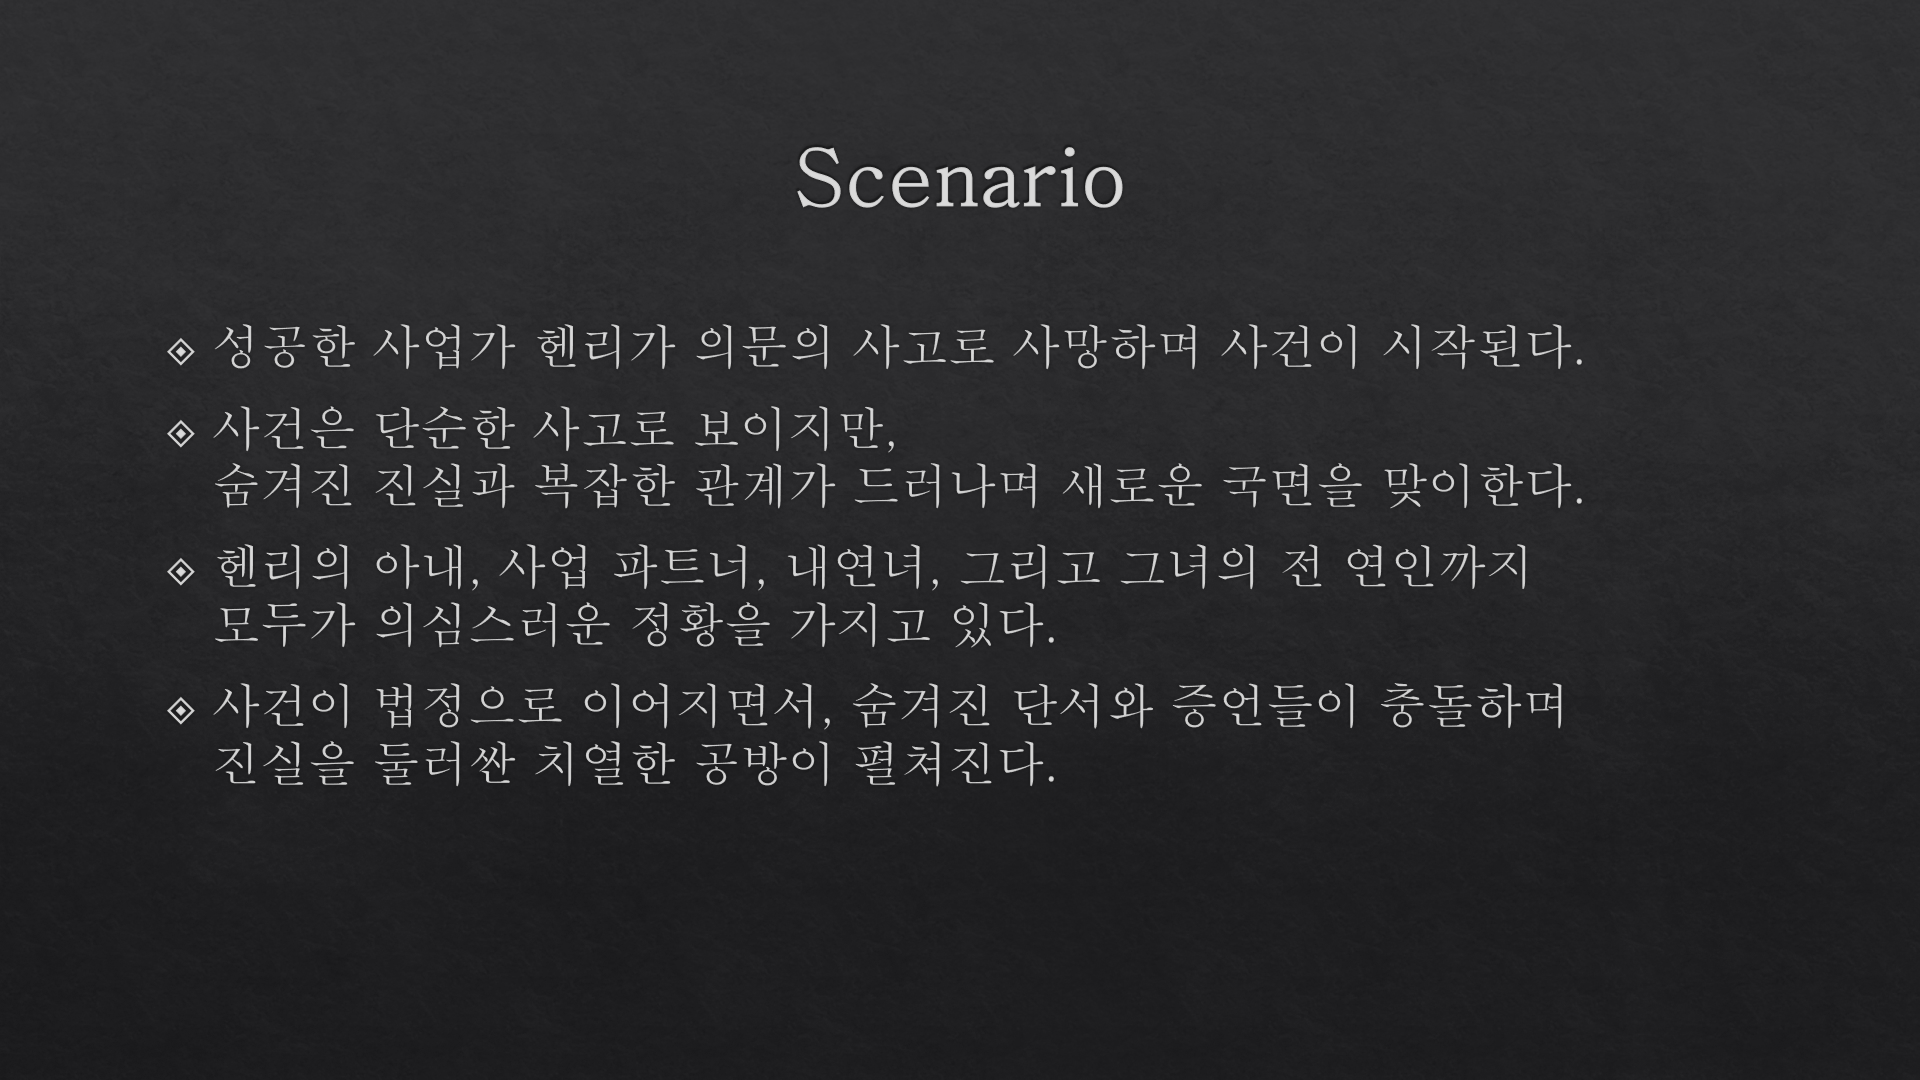 Scenario
성공한 사업가 헨리가 의문의 사고로 사망하며 사건이 시작된다.
사건은 단순한 사고로 보이지만,
숨겨진 진실과 복잡한 관계가 드러나며 새로운 국면을 맞이한다.
헨리의 아내, 사업 파트너, 내연녀, 그리고 그녀의 전 연인까지
모두가 의심스러운 정황을 가지고 있다.
사건이 법정으로 이어지면서, 숨겨진 단서와 증언들이 충돌하며
진실을 둘러싼 치열한 공방이 펼쳐진다.